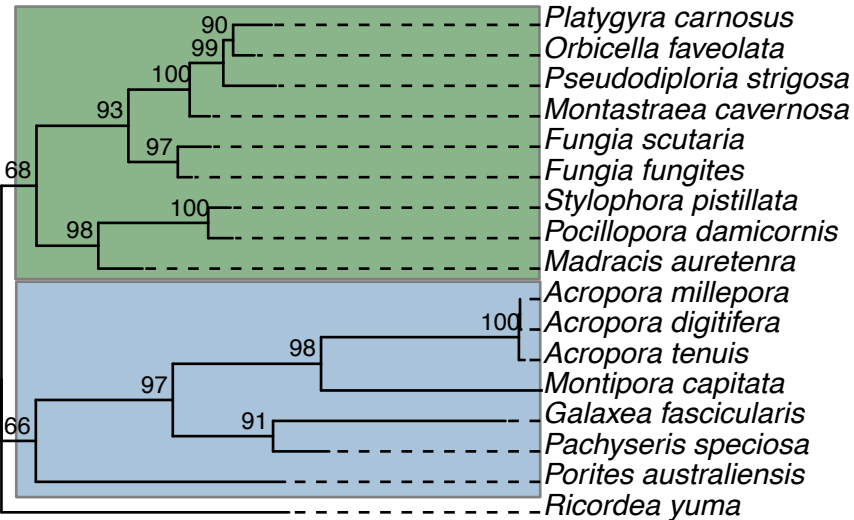 90 Platygyra carnosus
99 Orbicella faveolata
100 Pseudodiploria strigosa
93 Montastraea cavernosa
97 Fungia scutaria
68 Fungia fungites
100 Stylophora pistillata
98 Pocillopora damicornis
Madracis auretenra
Acropora millepora
100 Acropora digitifera
98 Acropora tenuis
97 Montipora capitata
91 Galaxea fascicularis
66 Pachyseris speciosa
Porites australiensis
Ricordea yuma